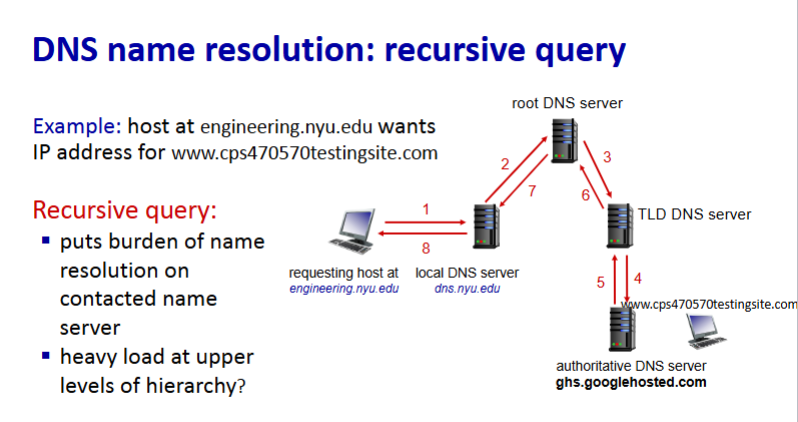 DNS name resolution: recursive query
Example: host at engineering.nyu.edu wants
IP address for www.cps470570testingsite.com
Recursive query:
▪ puts burden of name
resolution on
contacted name
server
▪ heavy load at upper
levels of hierarchy?
root DNS server
2
3
7
6
1
TLD DNS server
8
requesting host at
engineering.nyu.edu
local DNS server
dns.nyu.edu
5
4
www.cps470570testingsite.com
authoritative DNS server
ghs.googlehosted.com